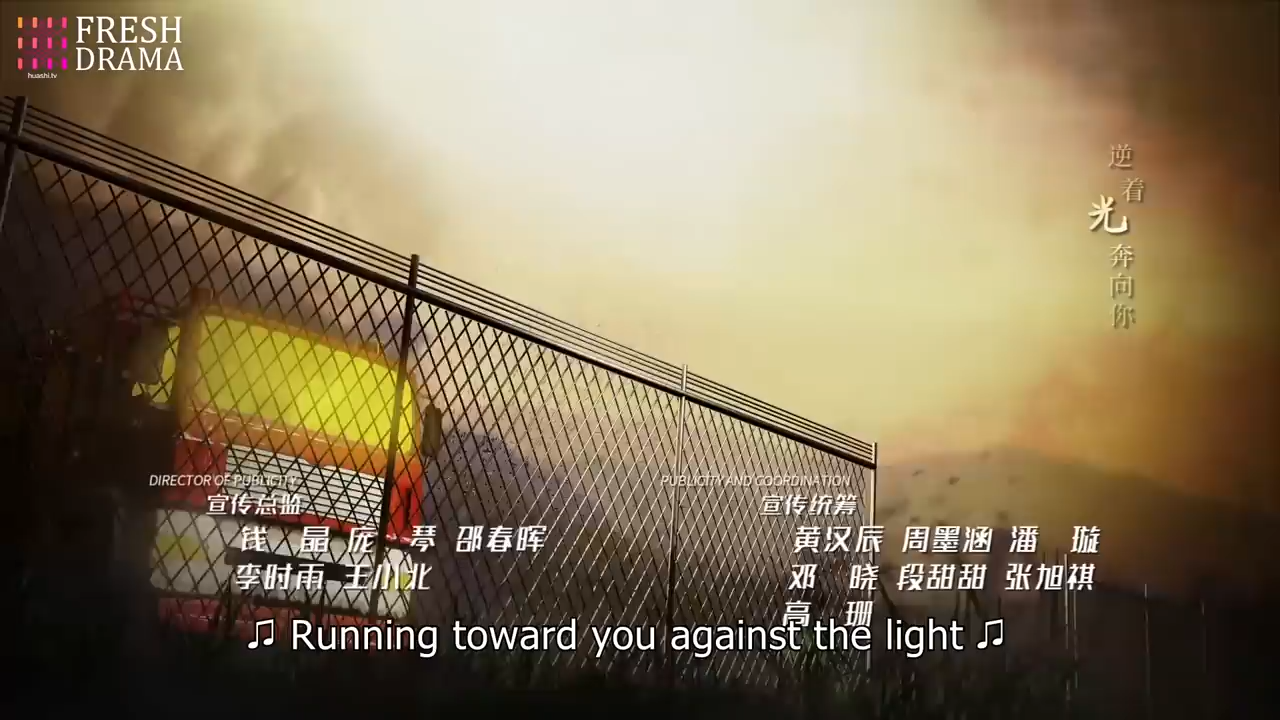 FRESH
DRAMA
huashi.tv
逆着光奔向你
DIRECTOR OF PUBLICITY
宣传总监
钱 晶 庞 琴 邵春晖
李时雨 王小北
PUBLICITY AND COORDINATION
宣传统筹
黄汉辰 周墨涵 潘 璇
邓 晓 段甜甜 张旭祺
高 珊
♫ Running toward you against the light ♫